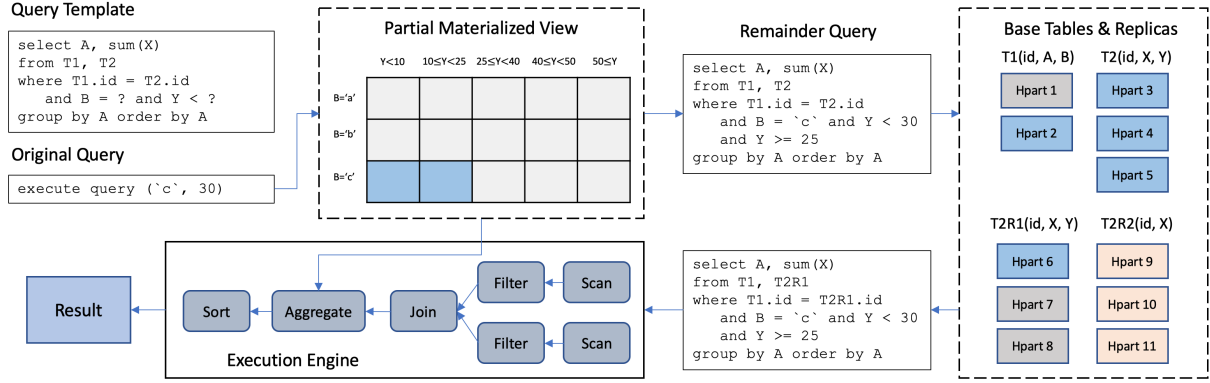 Query Template
select A, sum(X)
from T1, T2
where T1.id = T2.id
and B = ? and Y < ?
group by A order by A
Original Query
execute query (`c`, 30)
Partial Materialized View
Y<10 10≤Y<25 25≤Y<40 40≤Y<50 50≤Y
B='a'
B='b'
B='c'
Remainder Query
select A, sum(X)
from T1, T2
where T1.id = T2.id
and B = `c` and Y < 30
and Y >= 25
group by A order by A
Base Tables & Replicas
T1(id, A, B) T2(id, X, Y)
Hpart 1 Hpart 3
Hpart 2 Hpart 4
Hpart 5
T2R1(id, X, Y) T2R2(id, X)
Hpart 6 Hpart 9
Hpart 7 Hpart 10
Hpart 8 Hpart 11
select A, sum(X)
from T1, T2R1
where T1.id = T2R1.id
and B = `c` and Y < 30
and Y >= 25
group by A order by A
Filter Scan
Result Sort Aggregate Join
Filter Scan
Execution Engine